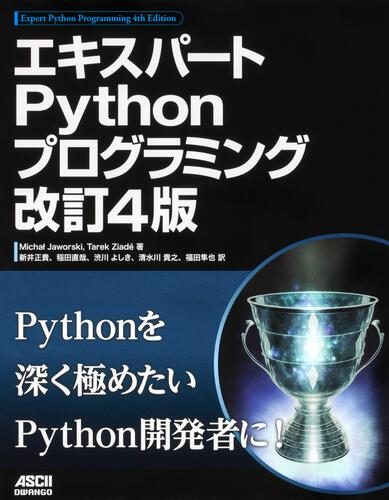 Expert Python Programming 4th Edition
エキスパート
Python
プログラミング
改訂4版
Michał Jaworski、Tarek Ziadé 著
新井正貴、稲田直哉、渋川 よしき、清水川 貴之、福田隼也 訳
Pythonを
深く極めたい
Python開発者に!
ASCII
DWANGO